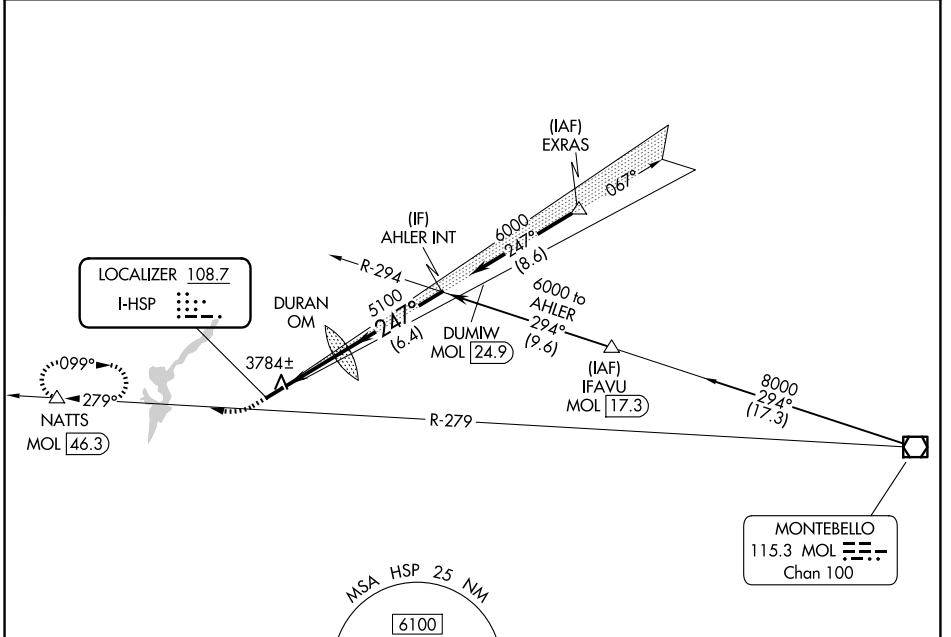 (IAF)
EXRAS
067°
(IF)
AHLER INT
6000
247°
(8.6)
R-294
LOCALIZER 108.7
I-HSP
DURAN
OM
5100
247°
(6.4)
DUMIW
MOL 24.9
6000 to
AHLER
294°
(9.6)
(IAF)
IFAVU
MOL 17.3
8000
294°
(17.3)
3784±
099°
279°
NATTS
MOL 46.3
R-279
MONTEBELLO
115.3 MOL
Chan 100
MSA HSP 25 NM
6100